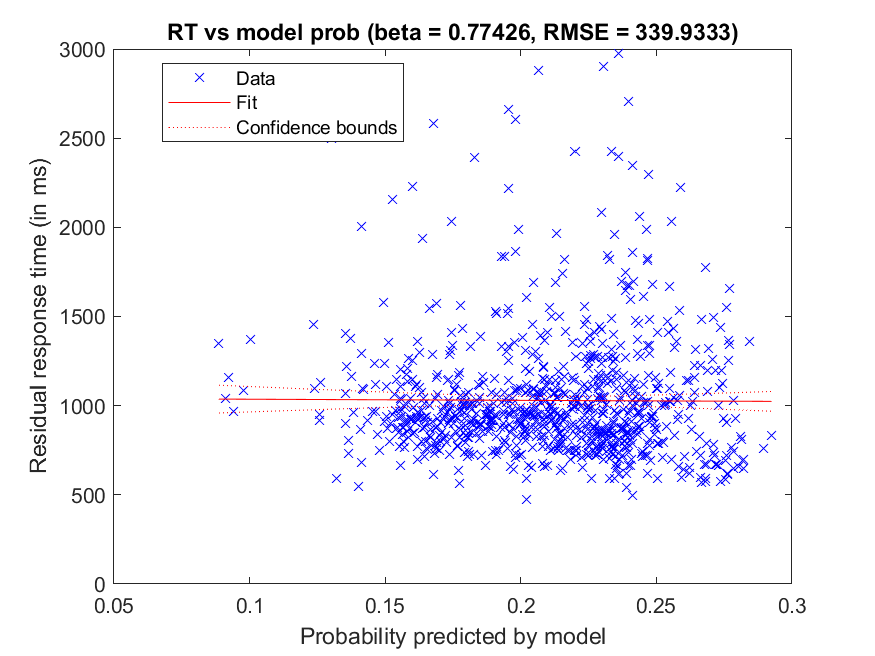 RT vs model prob (beta = 0.77426, RMSE = 339.9333)
3000
2500
2000
1500
1000
500
0
Residual response time (in ms)
Data
Fit
Confidence bounds
0.05
0.1
0.15
0.2
0.25
0.3
Probability predicted by model